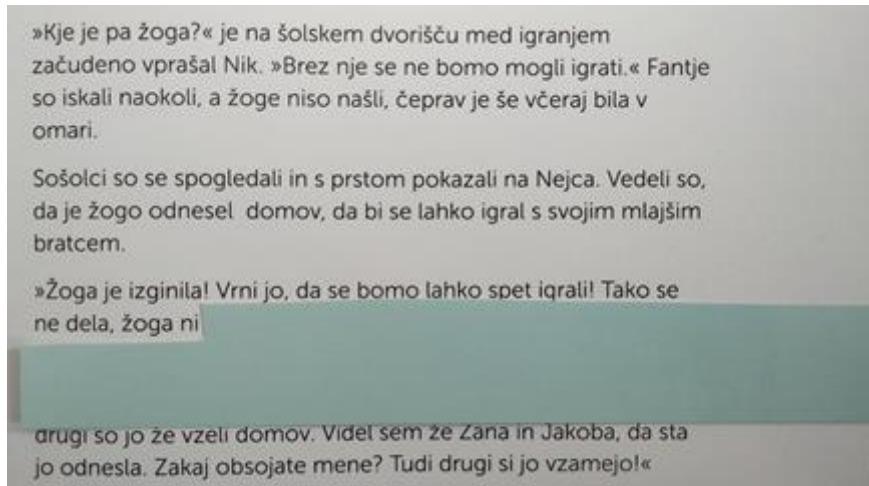 »Kje je pa žoga?« je na šolskem dvorišču med igranjem
začudeno vprašal Nik. »Brez nje se ne bomo mogli igrati.« Fantje
so iskali naokoli, a žoge niso našli, čeprav je še včeraj bila v
omari.
Sošolci so se spogledali in s prstom pokazali na Nejca. Vedeli so,
da je žogo odnesel domov, da bi se lahko igral s svojim mlajšim
bratcem.
»Žoga je izginila! Vrni jo, da se bomo lahko spet igrali! Tako se
ne dela, žoga ni
drugi so jo že vzeli domov. Videl sem že Žana in Jakoba, da sta
jo odnesla. Zakaj obsojate mene? Tudi drugi si jo vzamejo!«